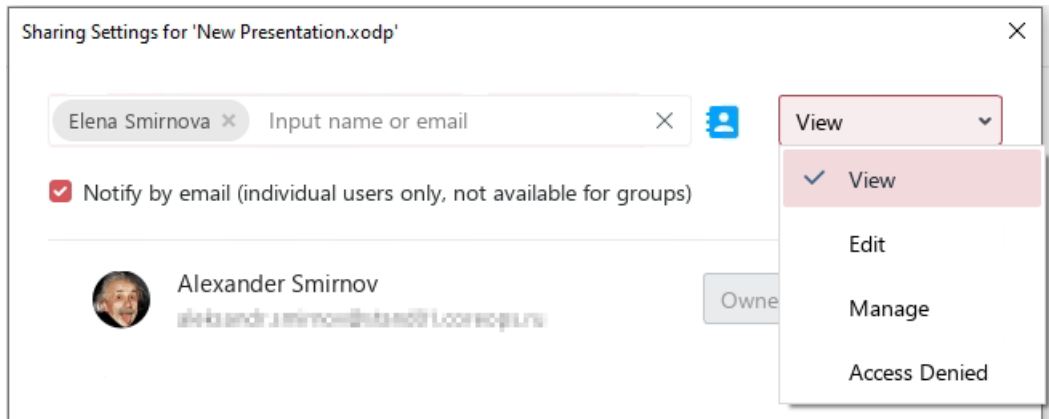 Sharing Settings for 'New Presentation.xodp'
Elena Smirnova Input name or email View
View
Notify by email (individual users only, not available for groups)
Edit
Alexander Smirnov
Manage
Access Denied